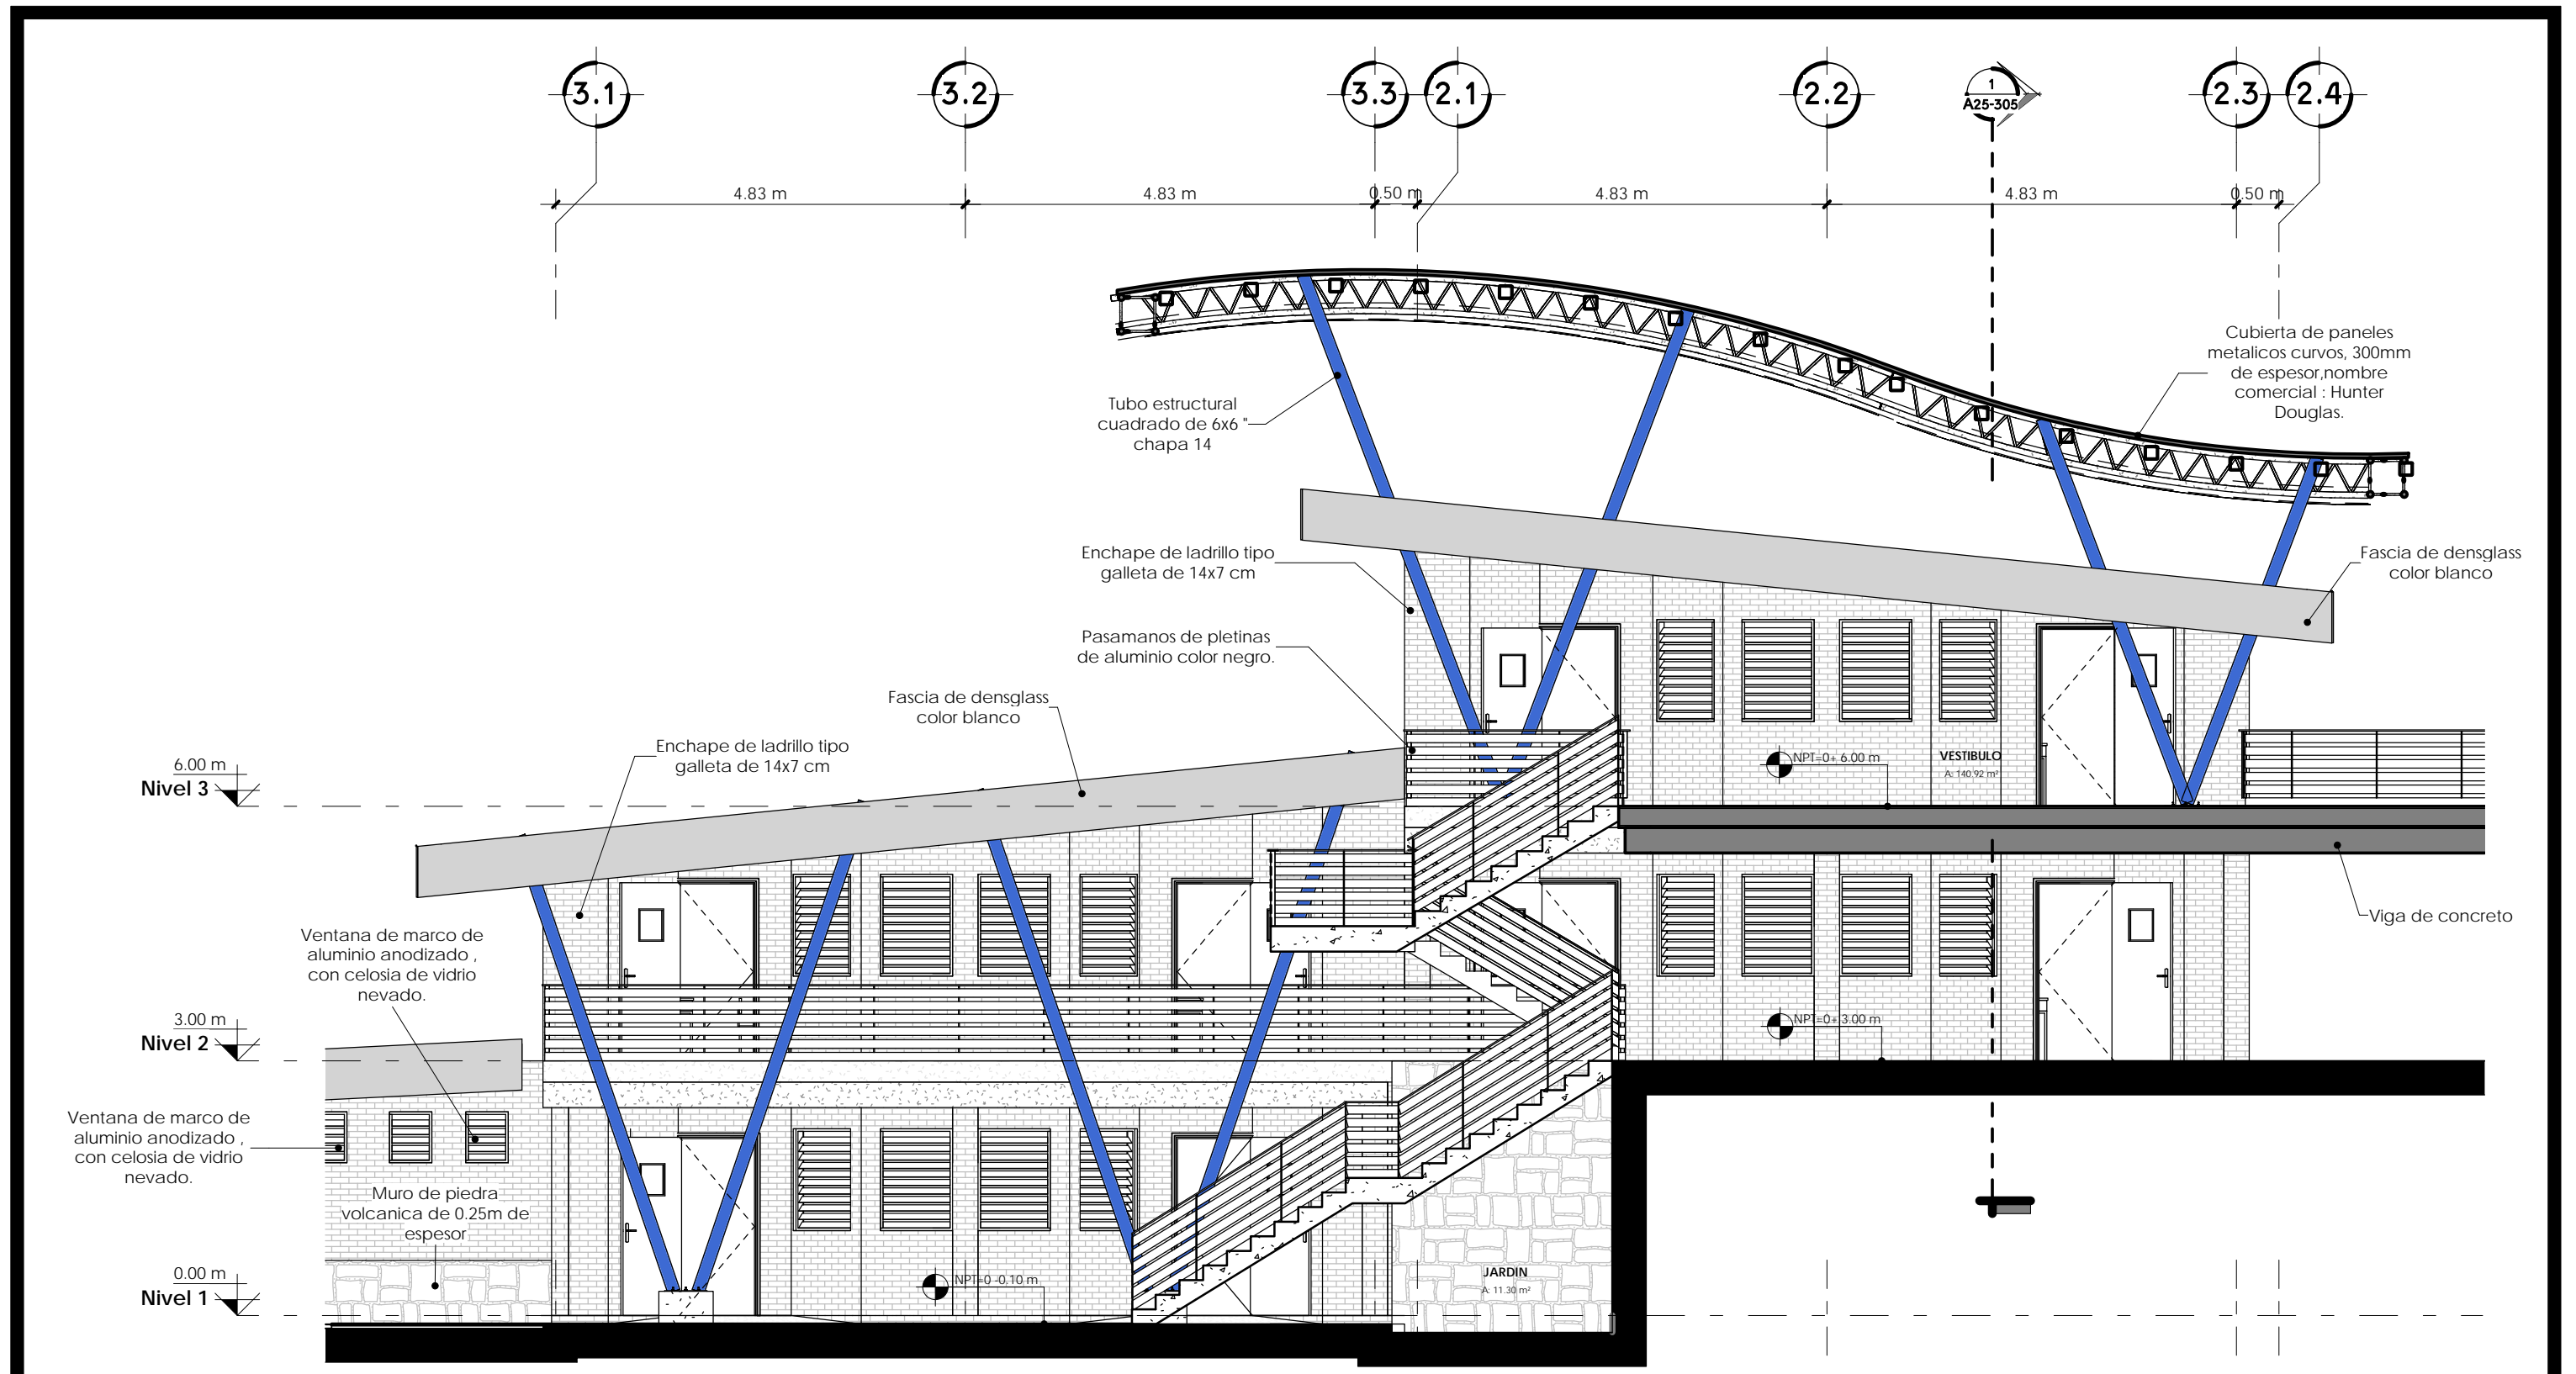 3.1
3.2
3.3
2.1
2.2
1
A25-305
2.3
2.4
4.83 m
4.83 m
0.50 m
4.83 m
4.83 m
0.50 m
Cubierta de paneles
metalicos curvos, 300mm
de espesor,nombre
comercial : Hunter
Douglas.
Tubo estructural
cuadrado de 6x6 "
chapa 14
Enchape de ladrillo tipo
galleta de 14x7 cm
Fascia de densglass
color blanco
Pasamanos de pletinas
de aluminio color negro.
Fascia de densglass
color blanco
Enchape de ladrillo tipo
galleta de 14x7 cm
6.00 m
Nivel 3
NPT=0+ 6.00 m
VESTIBULO
A: 140.92 m²
Viga de concreto
Ventana de marco de
aluminio anodizado ,
con celosia de vidrio
nevado.
3.00 m
Nivel 2
NPT=0+ 3.00 m
Ventana de marco de
aluminio anodizado ,
con celosia de vidrio
nevado.
Muro de piedra
volcanica de 0.25m de
espesor
0.00 m
Nivel 1
NPT=0 -0.10 m
JARDIN
A: 11.30 m²